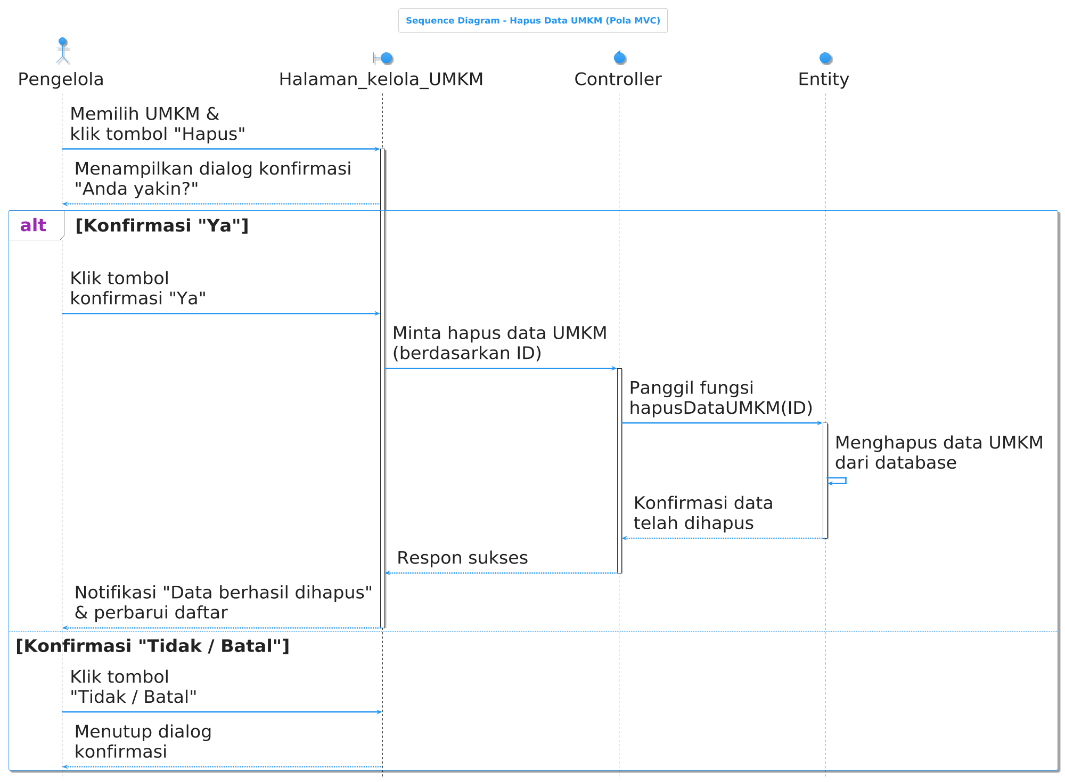 Sequence Diagram - Hapus Data UMKM (Pola MVC)
Pengelola
Halaman_kelola_UMKM
Controller
Entity
Memilih UMKM &
klik tombol "Hapus"
Menampilkan dialog konfirmasi
"Anda yakin?"
alt
[Konfirmasi "Ya"]
Klik tombol
konfirmasi "Ya"
Minta hapus data UMKM
(berdasarkan ID)
Panggil fungsi
hapusDataUMKM(ID)
Menghapus data UMKM
dari database
Konfirmasi data
telah dihapus
Respon sukses
Notifikasi "Data berhasil dihapus"
& perbarui daftar
[Konfirmasi "Tidak / Batal"]
Klik tombol
"Tidak / Batal"
Menutup dialog
konfirmasi